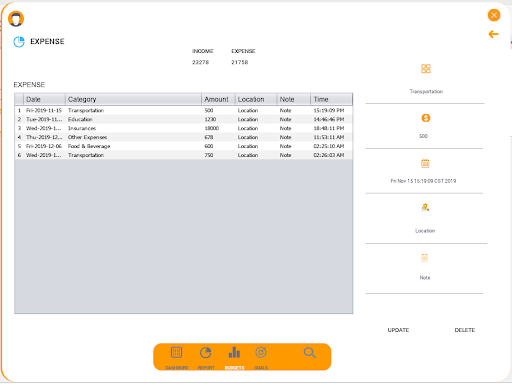 EXPENSE
INCOME EXPENSE
23278 21758
EXPENSE
Date Category Amount Location Note Time
1 Fri-2019-11-15 Transportation 500 Location Note 15:19:09 PM
2 Tue-2019-11... Education 1230 Location Note 14:46:46 PM
3 Wed-2019-1... Insurances 18000 Location Note 18:48:11 PM
4 Thu-2019-12... Other Expenses 678 Location Note 11:53:11 AM
5 Fri-2019-12-06 Food & Beverage 600 Location Note 02:25:10 AM
6 Wed-2019-1... Transportation 750 Location Note 02:26:03 AM
Transportation
500
Fri Nov 15 15:19:09 CST 2019
Location
Note
UPDATE DELETE
DASHBOARD REPORT BUDGETS GOALS